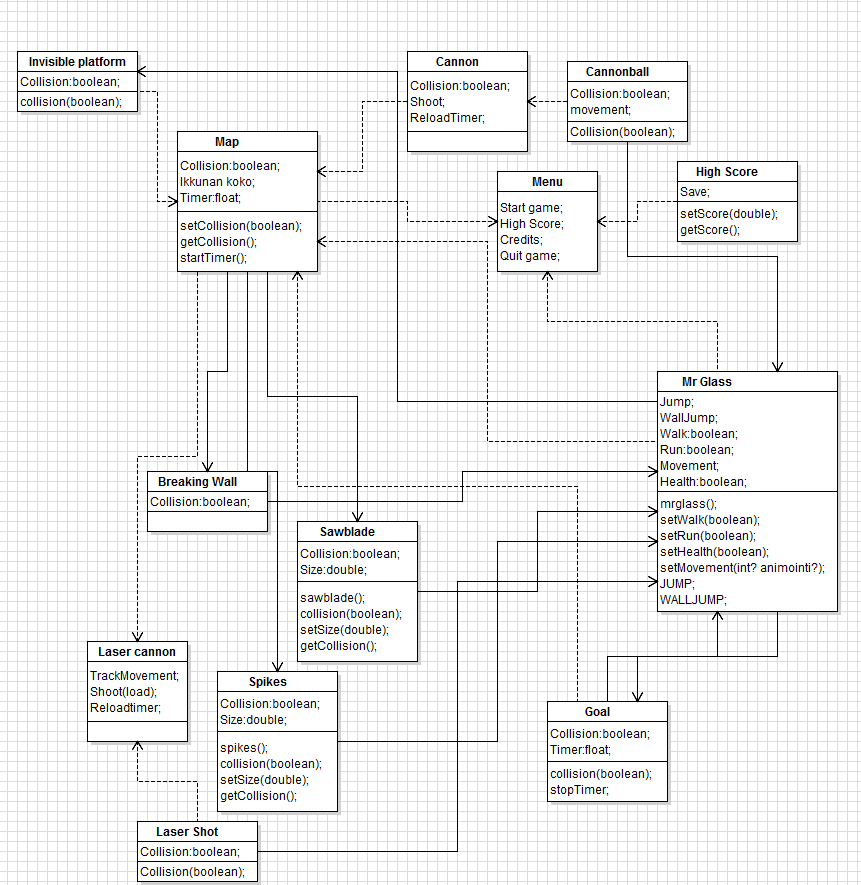 Invisible platform
Collision:boolean;
collision(boolean);
Cannon
Collision:boolean;
Shoot;
ReloadTimer;
Cannonball
Collision:boolean;
movement;
Collision(boolean);
Map
Collision:boolean;
Ikkunan koko;
Timer:float;
setCollision(boolean);
getCollision();
startTimer();
Menu
Start game;
High Score;
Credits;
Quit game;
High Score
Save;
setScore(double);
getScore();
Mr Glass
Jump;
WallJump;
Walk:boolean;
Run:boolean;
Movement;
Health:boolean;
mrglass();
setWalk(boolean);
setRun(boolean);
setHealth(boolean);
setMovement(int? animointi?);
JUMP;
WALLJUMP;
Breaking Wall
Collision:boolean;
Sawblade
Collision:boolean;
Size:double;
sawblade();
collision(boolean);
setSize(double);
getCollision();
Laser cannon
TrackMovement;
Shoot(load);
Reloadtimer;
Spikes
Collision:boolean;
Size:double;
spikes();
collision(boolean);
setSize(double);
getCollision();
Goal
Collision:boolean;
Timer:float;
collision(boolean);
stopTimer;
Laser Shot
Collision:boolean;
Collision(boolean);